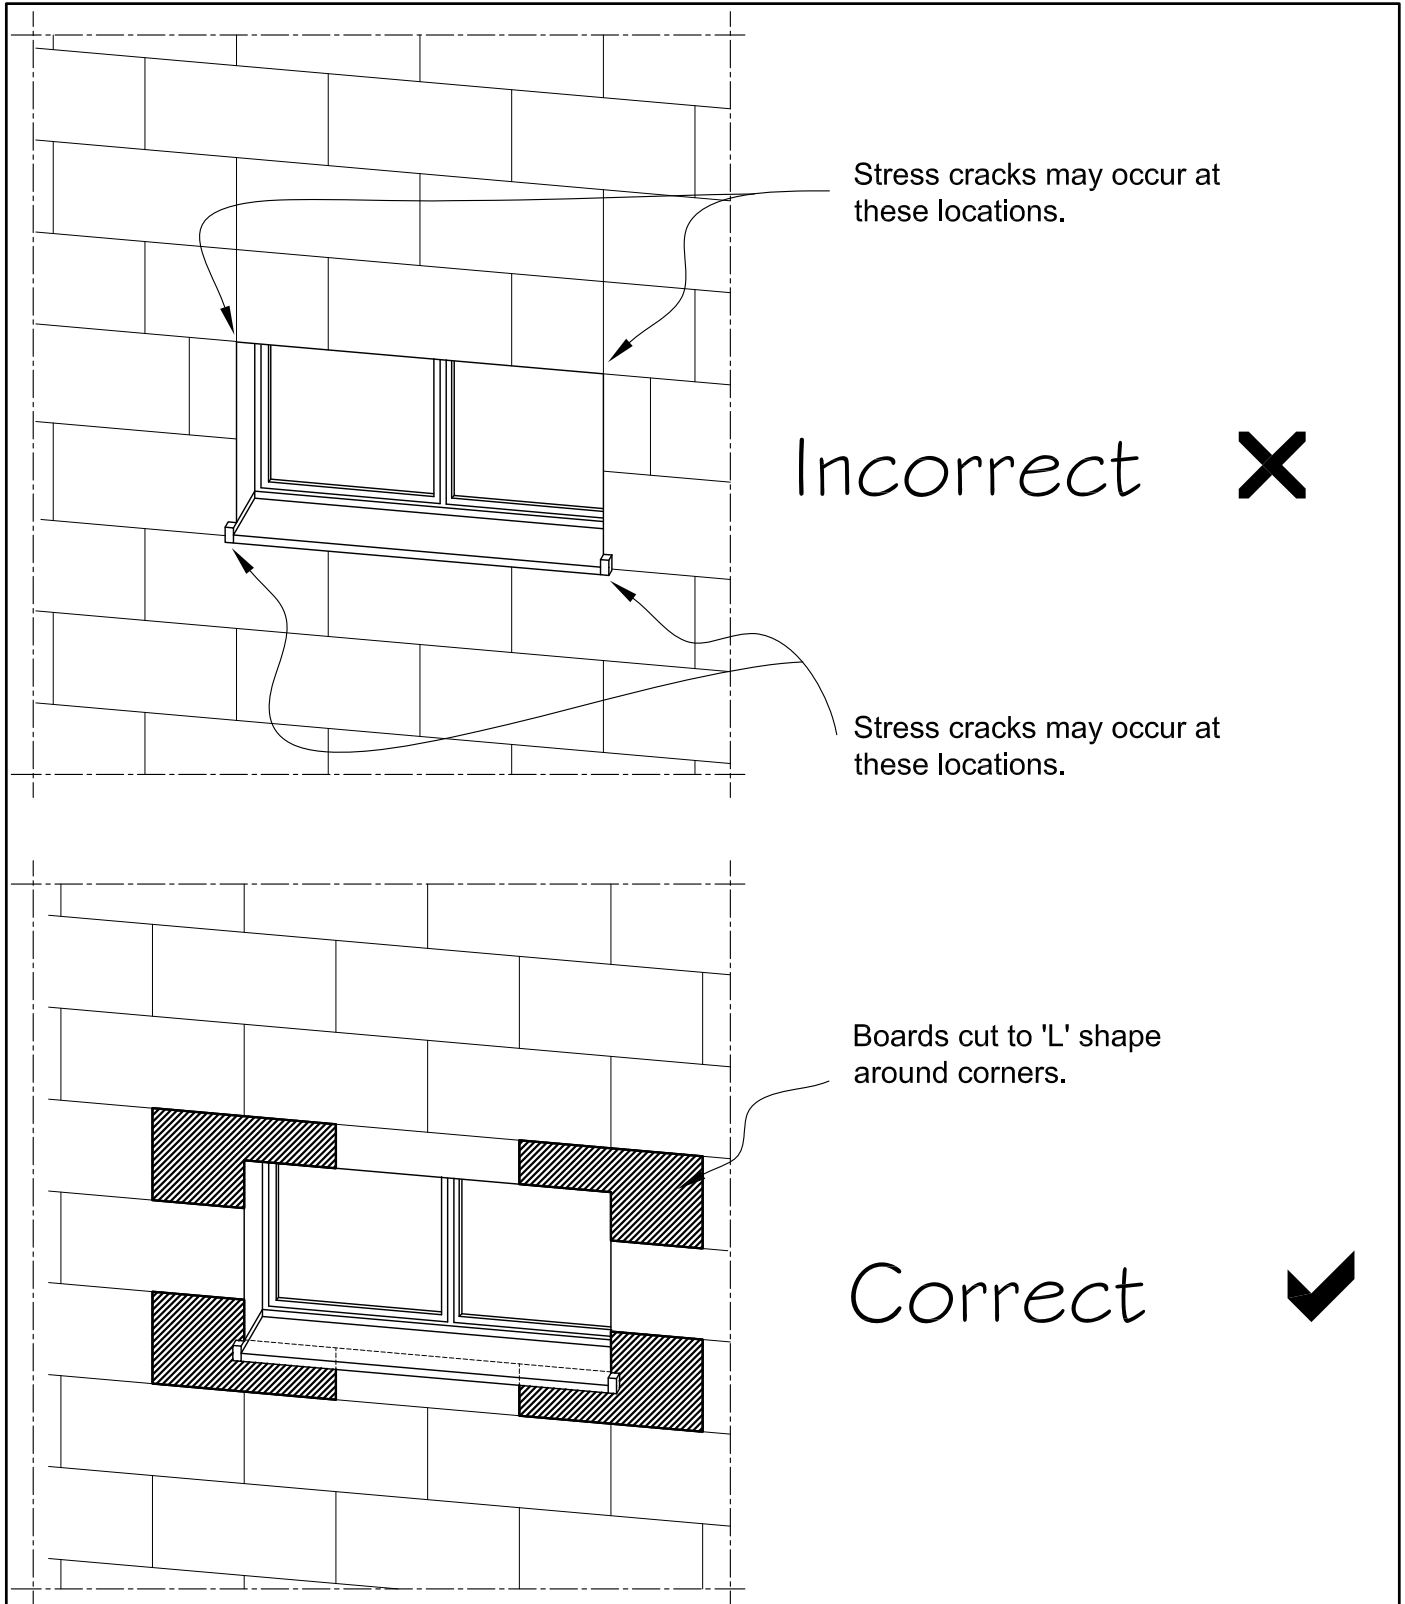 Stress cracks may occur at
these locations.
Incorrect
Stress cracks may occur at
these locations.
Boards cut to 'L' shape
around corners.
Correct